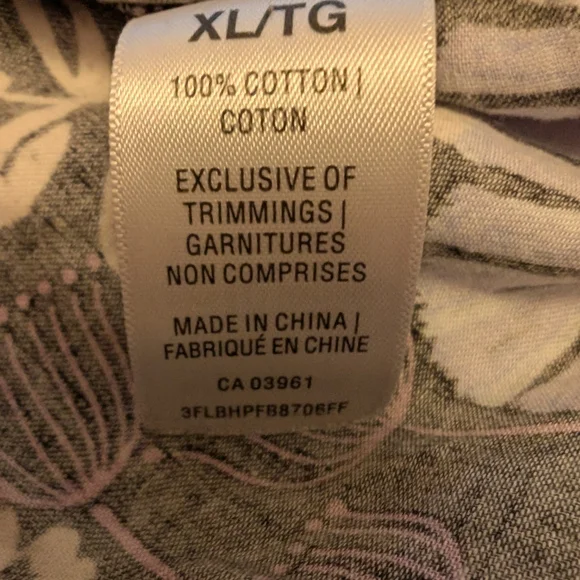 XL/TG
100% COTTON |
COTON
EXCLUSIVE OF
TRIMMINGS |
GARNITURES
NON COMPRISES
MADE IN CHINA |
FABRIQUÉ EN CHINE
CA 03961
3FLBHPFB8706FF